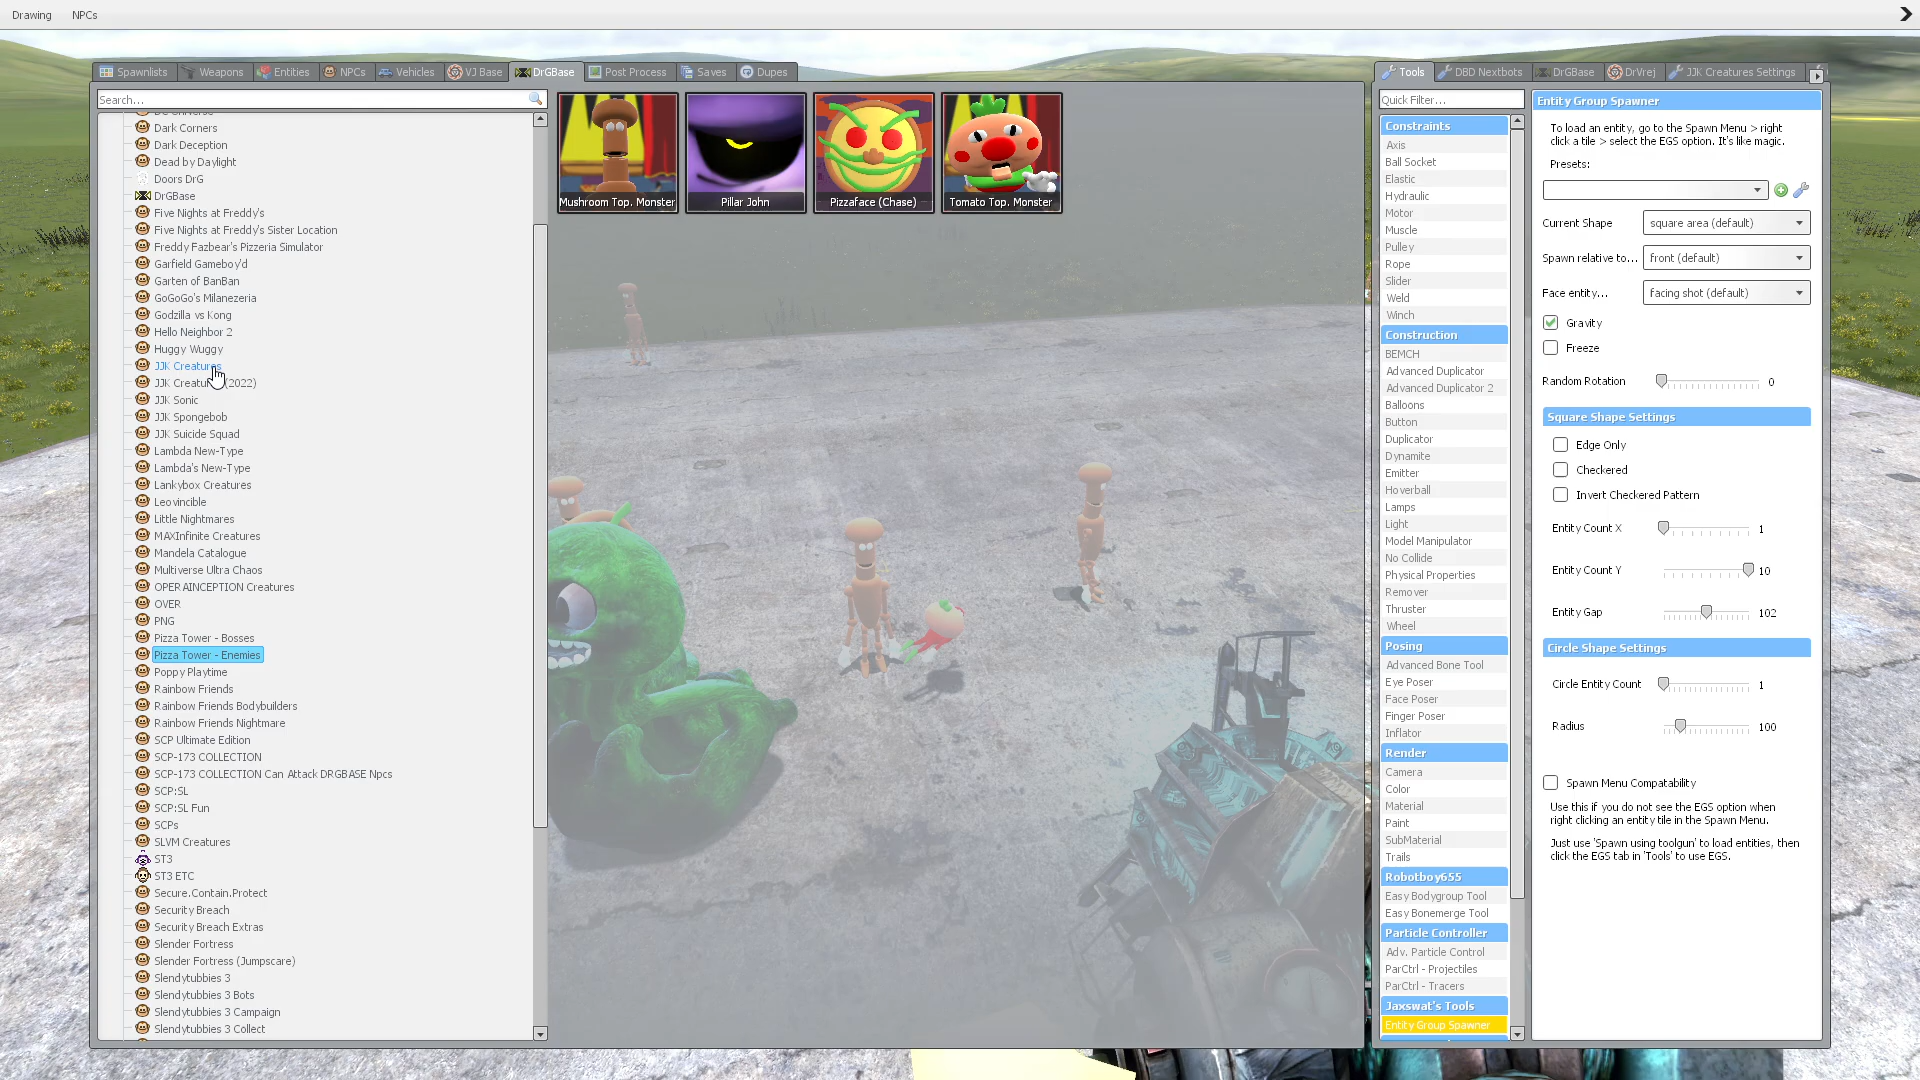 Drawing NPCs
Spawnlists Weapons Entities NPCs Vehicles VJ Base DrGBase Post Process Saves Dupes
Search...
Dark Corners
Dark Deception
Dead by Daylight
Doors DrG
DrGBase
Five Nights at Freddy's
Five Nights at Freddy's Sister Location
Freddy Fazbear's Pizzeria Simulator
Garfield Gameboy'd
Garten of BanBan
GoGoGo's Milanezeria
Godzilla vs Kong
Hello Neighbor 2
Huggy Wuggy
JJK Creatures
JJK Creatures (2022)
JJK Sonic
JJK Spongebob
JJK Suicide Squad
Lambda New-Type
Lambda's New-Type
Lankybox Creatures
Leovincible
Little Nightmares
MAXInfinite Creatures
Mandela Catalogue
Multiverse Ultra Chaos
OPERAINCEPTION Creatures
OVER
PNG
Pizza Tower - Bosses
Pizza Tower - Enemies
Poppy Playtime
Rainbow Friends
Rainbow Friends Bodybuilders
Rainbow Friends Nightmare
SCP Ultimate Edition
SCP-173 COLLECTION
SCP-173 COLLECTION Can Attack DRGBASE Npcs
SCP:SL
SCP:SL Fun
SCPs
SLVM Creatures
ST3
ST3 ETC
Secure.Contain.Protect
Security Breach
Security Breach Extras
Slender Fortress
Slender Fortress (Jumpscare)
Slendytubbies 3
Slendytubbies 3 Bots
Slendytubbies 3 Campaign
Slendytubbies 3 Collect
Mushroom Top. Monster Pillar John Pizzaface (Chase) Tomato Top. Monster
Tools DBD Nextbots DrGBase DrVrej JJK Creatures Settings
Quick Filter...
Constraints
Axis
Ball Socket
Elastic
Hydraulic
Motor
Muscle
Pulley
Rope
Slider
Weld
Winch
Construction
BEMCH
Advanced Duplicator
Advanced Duplicator 2
Balloons
Button
Duplicator
Dynamite
Emitter
Hoverball
Lamps
Light
Model Manipulator
No Collide
Physical Properties
Remover
Thruster
Wheel
Posing
Advanced Bone Tool
Eye Poser
Face Poser
Finger Poser
Inflator
Render
Camera
Color
Material
Paint
SubMaterial
Trails
Robotboy655
Easy Bodygroup Tool
Easy Bonemerge Tool
Particle Controller
Adv. Particle Control
ParCtrl - Projectiles
ParCtrl - Tracers
Jaxswat's Tools
Entity Group Spawner
Entity Group Spawner
To load an entity, go to the Spawn Menu > right
click a tile > select the EGS option. It's like magic.
Presets:
Current Shape square area (default)
Spawn relative to... front (default)
Face entity... facing shot (default)
Gravity
Freeze
Random Rotation 0
Square Shape Settings
Edge Only
Checkered
Invert Checkered Pattern
Entity Count X 1
Entity Count Y 10
Entity Gap 102
Circle Shape Settings
Circle Entity Count 1
Radius 100
Spawn Menu Compatability
Use this if you do not see the EGS option when
right clicking an entity tile in the Spawn Menu.
Just use 'Spawn using toolgun' to load entities, then
click the EGS tab in 'Tools' to use EGS.